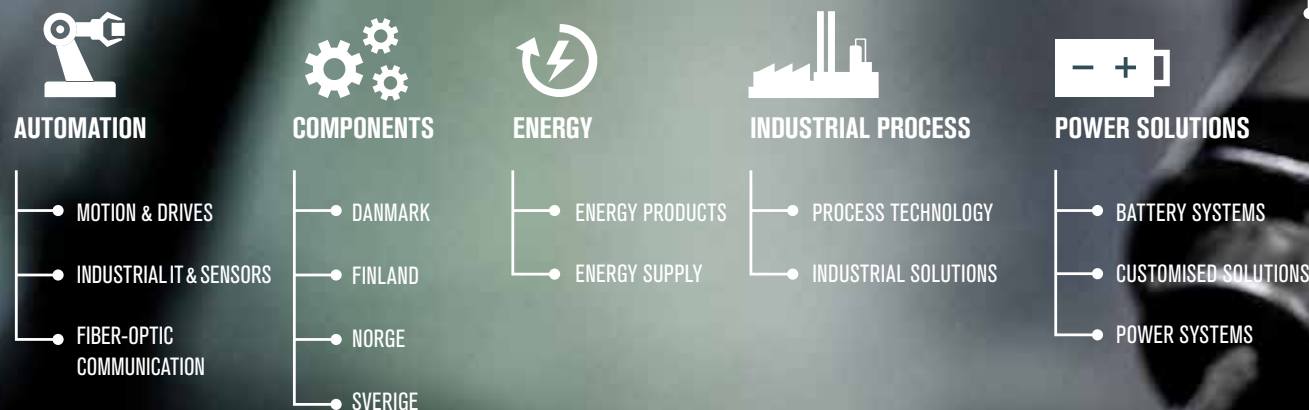 AUTOMATION
MOTION & DRIVES
INDUSTRIAL IT & SENSORS
FIBER-OPTIC
COMMUNICATION
COMPONENTS
DANMARK
FINLAND
NORGE
SVERIGE
ENERGY
ENERGY PRODUCTS
ENERGY SUPPLY
INDUSTRIAL PROCESS
PROCESS TECHNOLOGY
INDUSTRIAL SOLUTIONS
POWER SOLUTIONS
BATTERY SYSTEMS
CUSTOMISED SOLUTIONS
POWER SYSTEMS